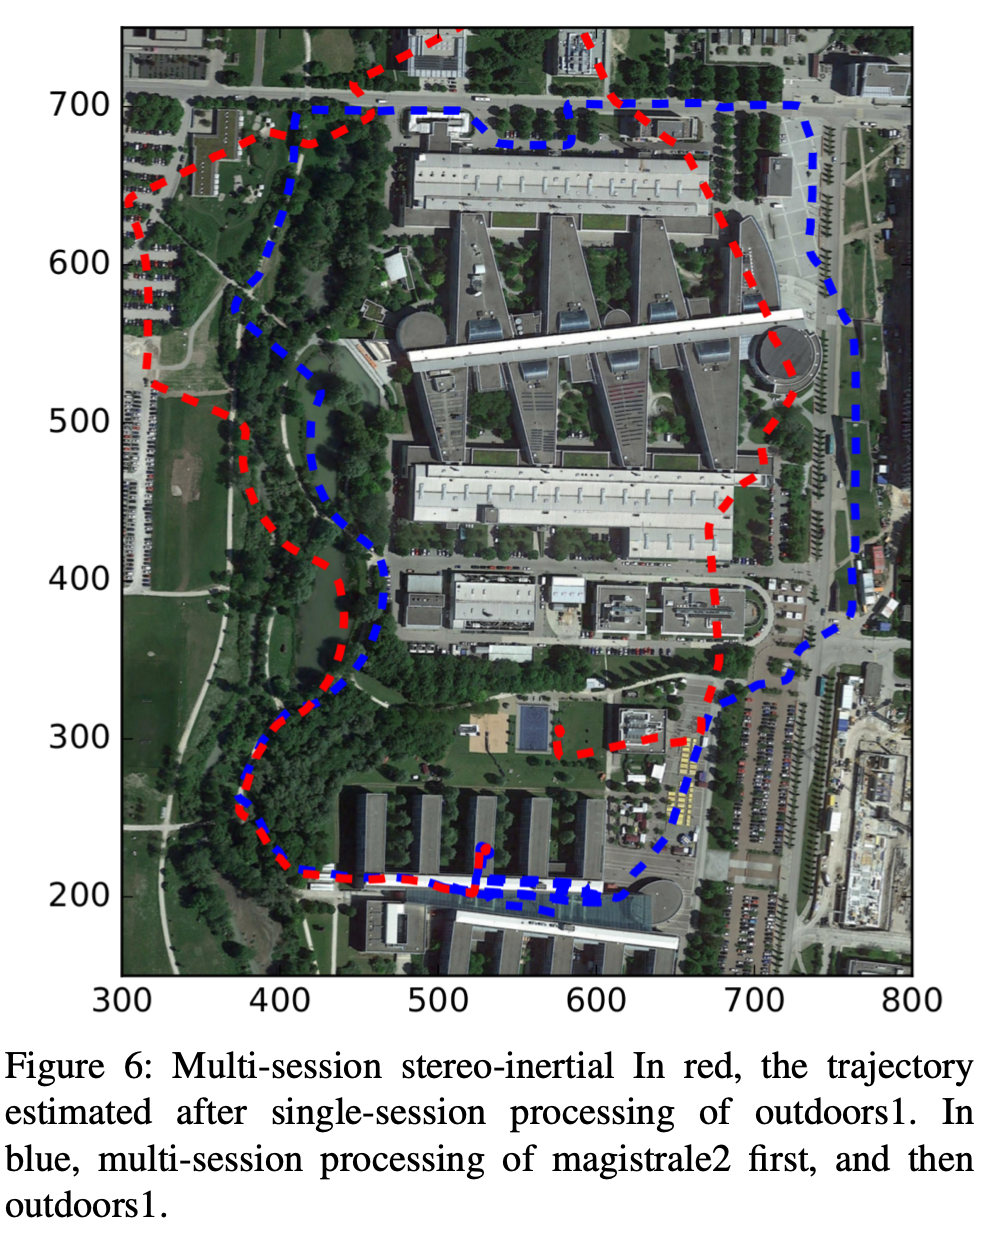 700
600
500
400
300
200
300 400 500 600 700 800
Figure 6: Multi-session stereo-inertial In red, the trajectory
estimated after single-session processing of outdoors1. In
blue, multi-session processing of magistrale2 first, and then
outdoors1.